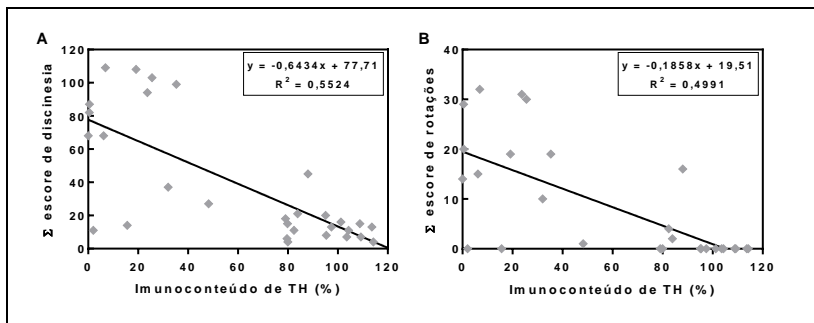 A
y = -0,6434x + 77,71
R² = 0,5524
120
100
80
60
40
20
0
Σ escore de discinesia
0 20 40 60 80 100 120
Imunoconteúdo de TH (%)
B
y = -0,1858x + 19,51
R² = 0,4991
40
30
20
10
0
Σ escore de rotações
0 20 40 60 80 100 120
Imunoconteúdo de TH (%)